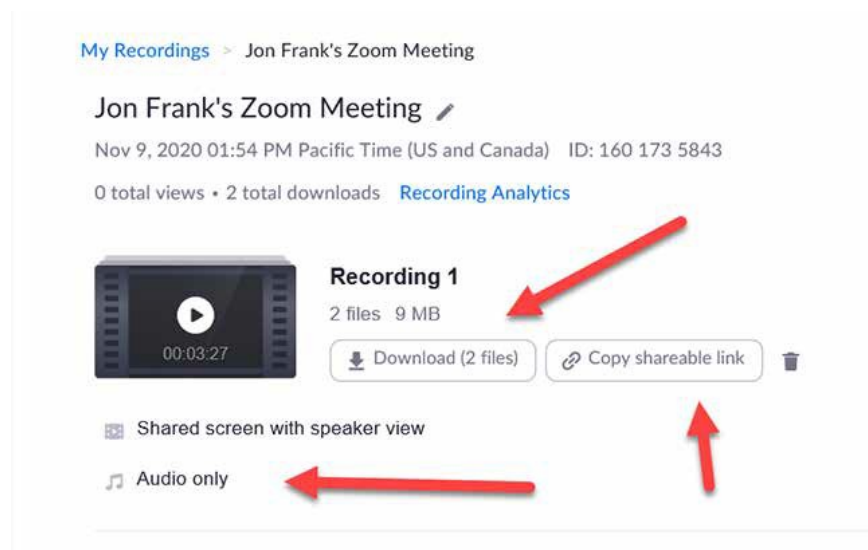 My Recordings > Jon Frank's Zoom Meeting
Jon Frank's Zoom Meeting
Nov 9, 2020 01:54 PM Pacific Time (US and Canada) ID: 160 173 5843
0 total views • 2 total downloads Recording Analytics
Recording 1
2 files 9 MB
00:03:27
Download (2 files) Copy shareable link
Shared screen with speaker view
Audio only